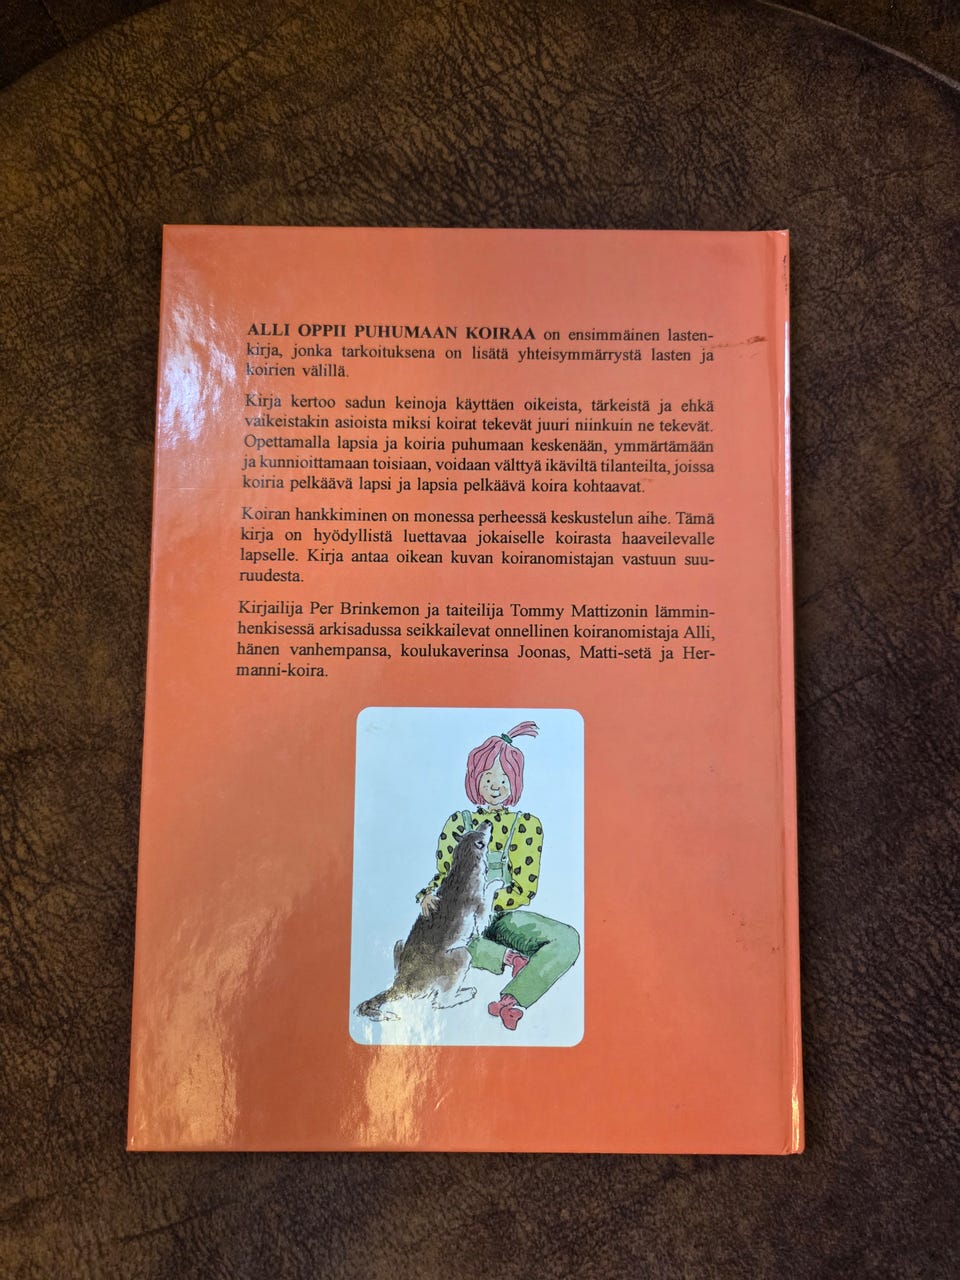 ALLI OPPII PUHUMAAN KOIRAA on ensimmäinen lasten-
kirja, jonka tarkoituksena on lisätä yhteisymmärrystä lasten ja
koirien välillä.
Kirja kertoo sadun keinoja käyttäen oikeista, tärkeistä ja ehkä
vaikeistakin asioista miksi koirat tekevät juuri niinkuin ne tekevät.
Opettamalla lapsia ja koiria puhumaan keskenään, ymmärtämään
ja kunnioittamaan toisiaan, voidaan välttyä ikäviltä tilanteilta, joissa
koiria pelkäävä lapsi ja lapsia pelkäävä koira kohtaavat.
Koiran hankkiminen on monessa perheessä keskustelun aihe. Tämä
kirja on hyödyllistä luettavaa jokaiselle koirasta haaveilevalle
lapselle. Kirja antaa oikean kuvan koiranomistajan vastuun suu-
ruudesta.
Kirjailija Per Brinkemon ja taiteilija Tommy Mattizonin lämmin-
henkisessä arkisadussa seikkailevat onnellinen koiranomistaja Alli,
hänen vanhempansa, koulukaverinsa Joonas, Matti-setä ja Her-
manni-koira.